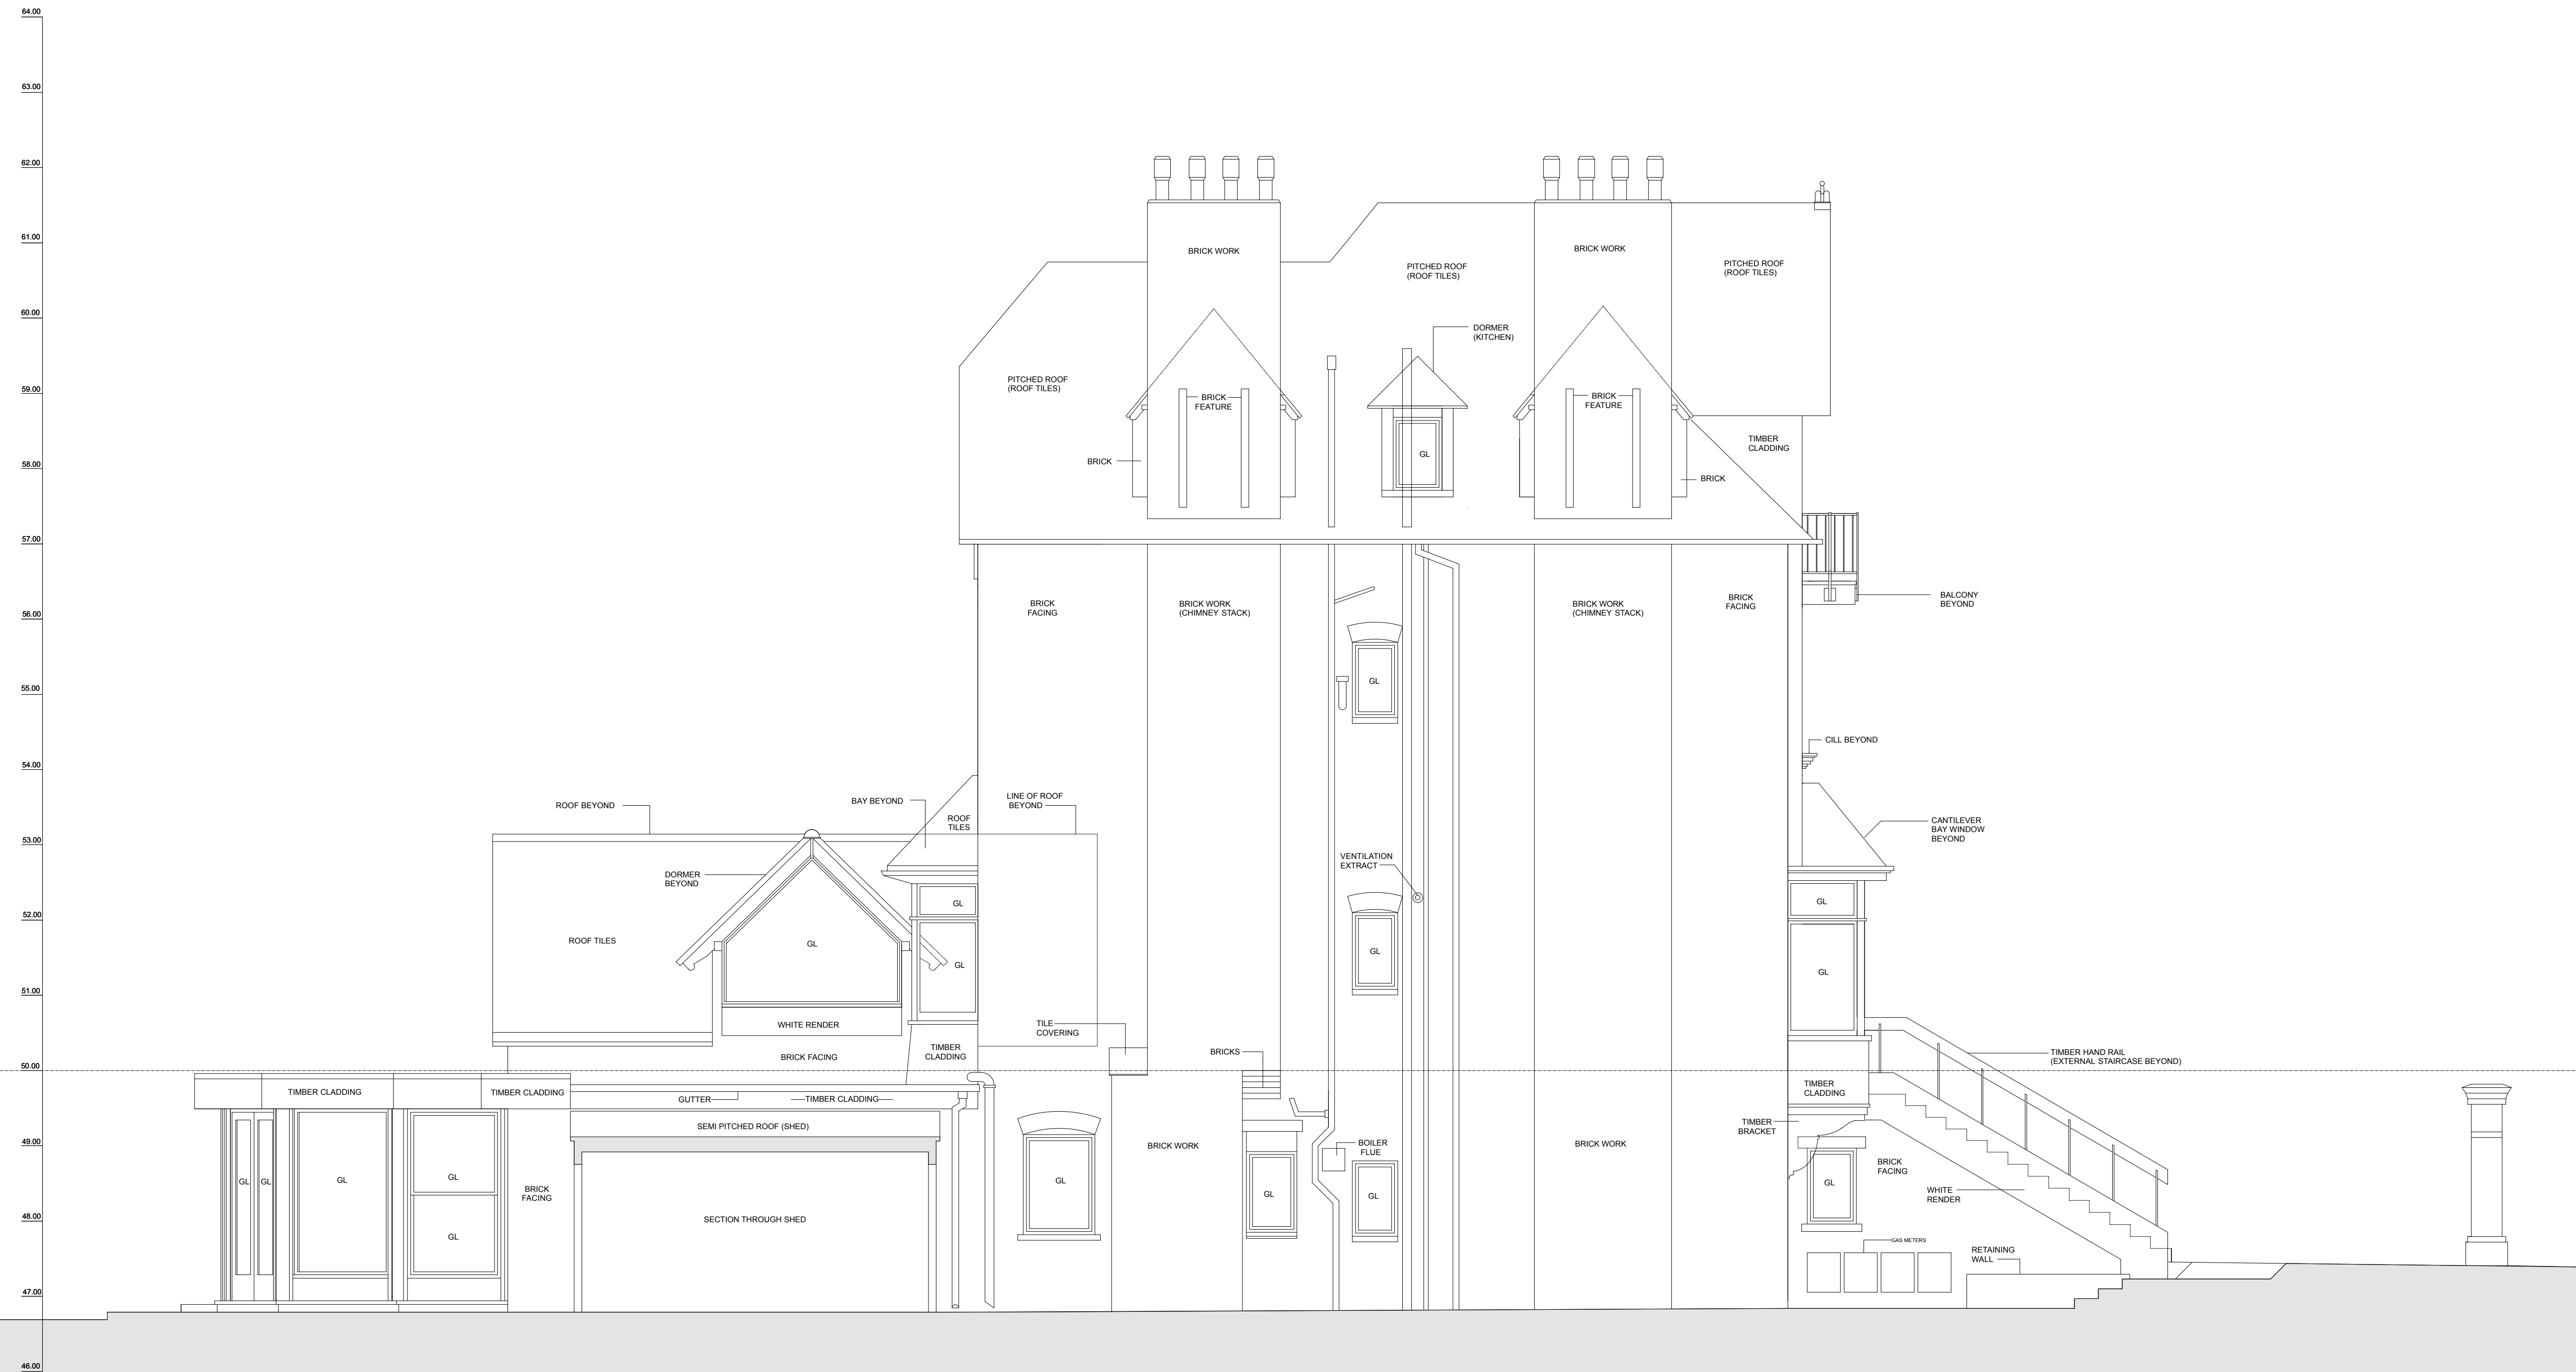 64.00
63.00
62.00
61.00
60.00
59.00
58.00
57.00
56.00
55.00
54.00
53.00
52.00
51.00
50.00
49.00
48.00
47.00
46.00
BRICK WORK
BRICK WORK
PITCHED ROOF
(ROOF TILES)
PITCHED ROOF
(ROOF TILES)
DORMER
(KITCHEN)
PITCHED ROOF
(ROOF TILES)
BRICK
FEATURE
BRICK
FEATURE
TIMBER
CLADDING
GL
BRICK
BRICK
BRICK
FACING
BRICK WORK
(CHIMNEY STACK)
BRICK WORK
(CHIMNEY STACK)
BRICK
FACING
BALCONY
BEYOND
GL
CILL BEYOND
ROOF BEYOND
BAY BEYOND
LINE OF ROOF
BEYOND
ROOF
TILES
CANTILEVER
BAY WINDOW
BEYOND
VENTILATION
EXTRACT
DORMER
BEYOND
GL
GL
ROOF TILES
GL
GL
GL
GL
WHITE RENDER
TILE
COVERING
BRICK FACING
TIMBER
CLADDING
BRICKS
TIMBER HAND RAIL
(EXTERNAL STAIRCASE BEYOND)
TIMBER CLADDING
TIMBER CLADDING
GUTTER
TIMBER CLADDING
TIMBER
CLADDING
SEMI PITCHED ROOF (SHED)
TIMBER
BRACKET
BRICK WORK
BOILER
FLUE
BRICK WORK
BRICK
FACING
GL
GL
GL
GL
GL
BRICK
FACING
GL
GL
GL
GL
WHITE
RENDER
SECTION THROUGH SHED
GL
GAS METERS
RETAINING
WALL